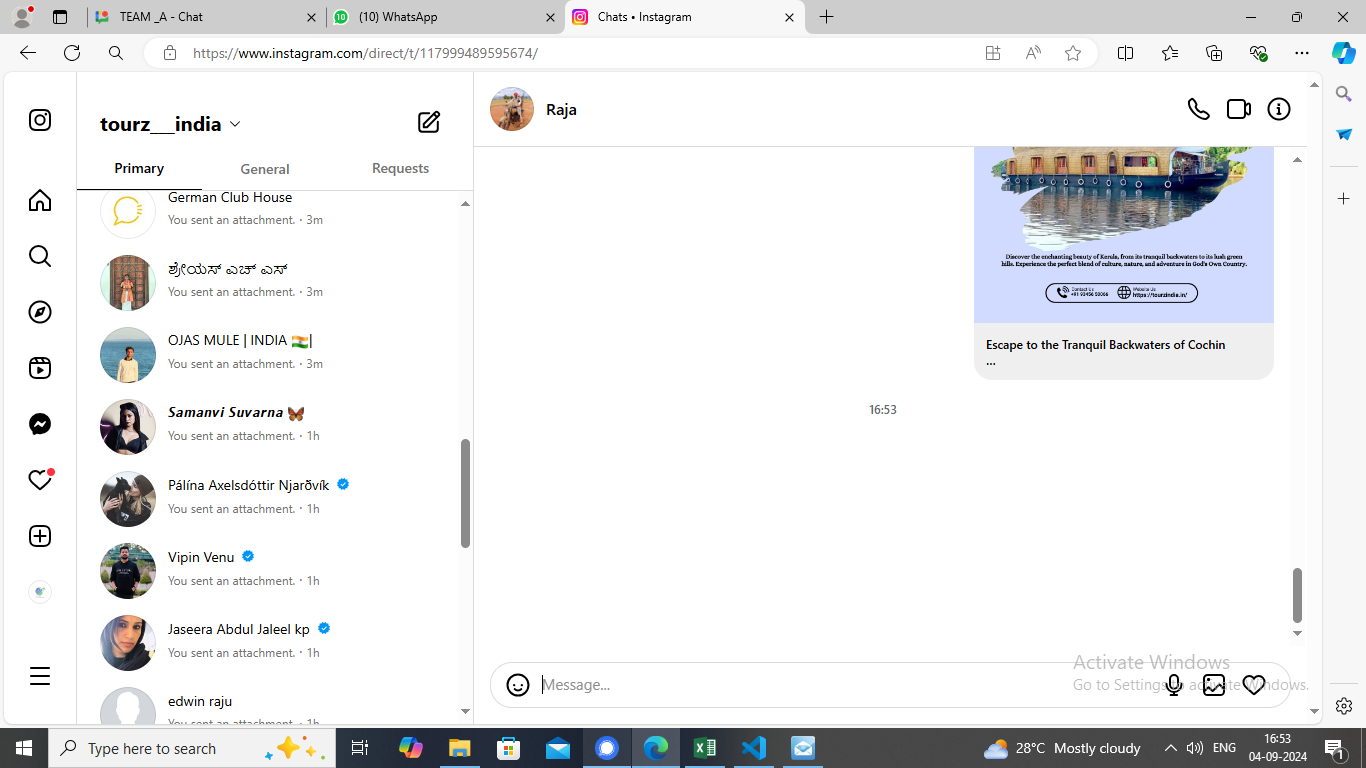 TEAM _A - Chat
(10) WhatsApp
Chats • Instagram
https://www.instagram.com/direct/t/117999489595674/
tourz___india
Primary
General
Requests
German Club House
You sent an attachment. · 3m
ಶ್ರೇಯಸ್ ಎಚ್ ಎಸ್
You sent an attachment. · 3m
OJAS MULE | INDIA 🇮🇳|
You sent an attachment. · 3m
Samanvi Suvarna 🦋
You sent an attachment. · 1h
Pálína Axelsdóttir Njarðvík
You sent an attachment. · 1h
Vipin Venu
You sent an attachment. · 1h
Jaseera Abdul Jaleel kp
You sent an attachment. · 1h
edwin raju
You sent an attachment. · 1h
Raja
Discover the enchanting beauty of Kerala, from its tranquil backwaters to its lush green
hills. Experience the perfect blend of culture, nature, and adventure in God's Own Country.
Contact Us
Website Us
https://tourzindia.in/
Escape to the Tranquil Backwaters of Cochin
...
16:53
Message...
Activate Windows
Go to Settings to activate Windows.
Type here to search
28°C Mostly cloudy
ENG
16:53
04-09-2024
1